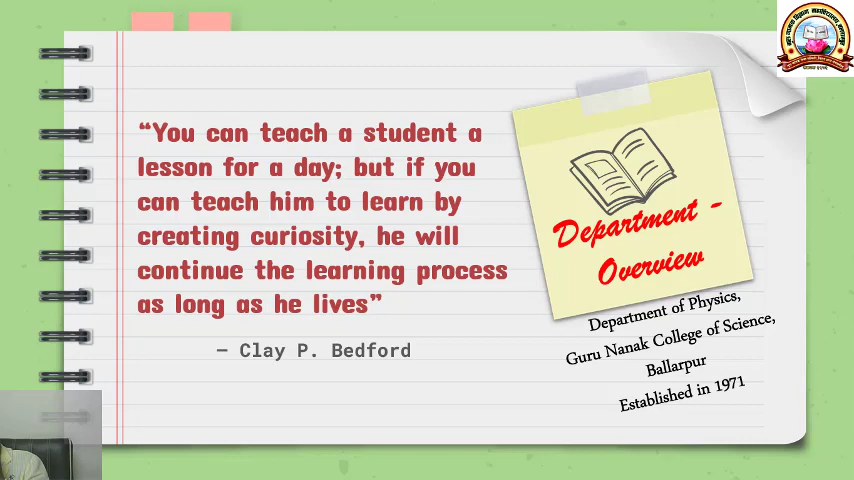 “You can teach a student a
lesson for a day; but if you
can teach him to learn by
creating curiosity, he will
continue the learning process
as long as he lives”
– Clay P. Bedford
Department -
Overview
Department of Physics,
Guru Nanak College of Science,
Ballarpur
Established in 1971